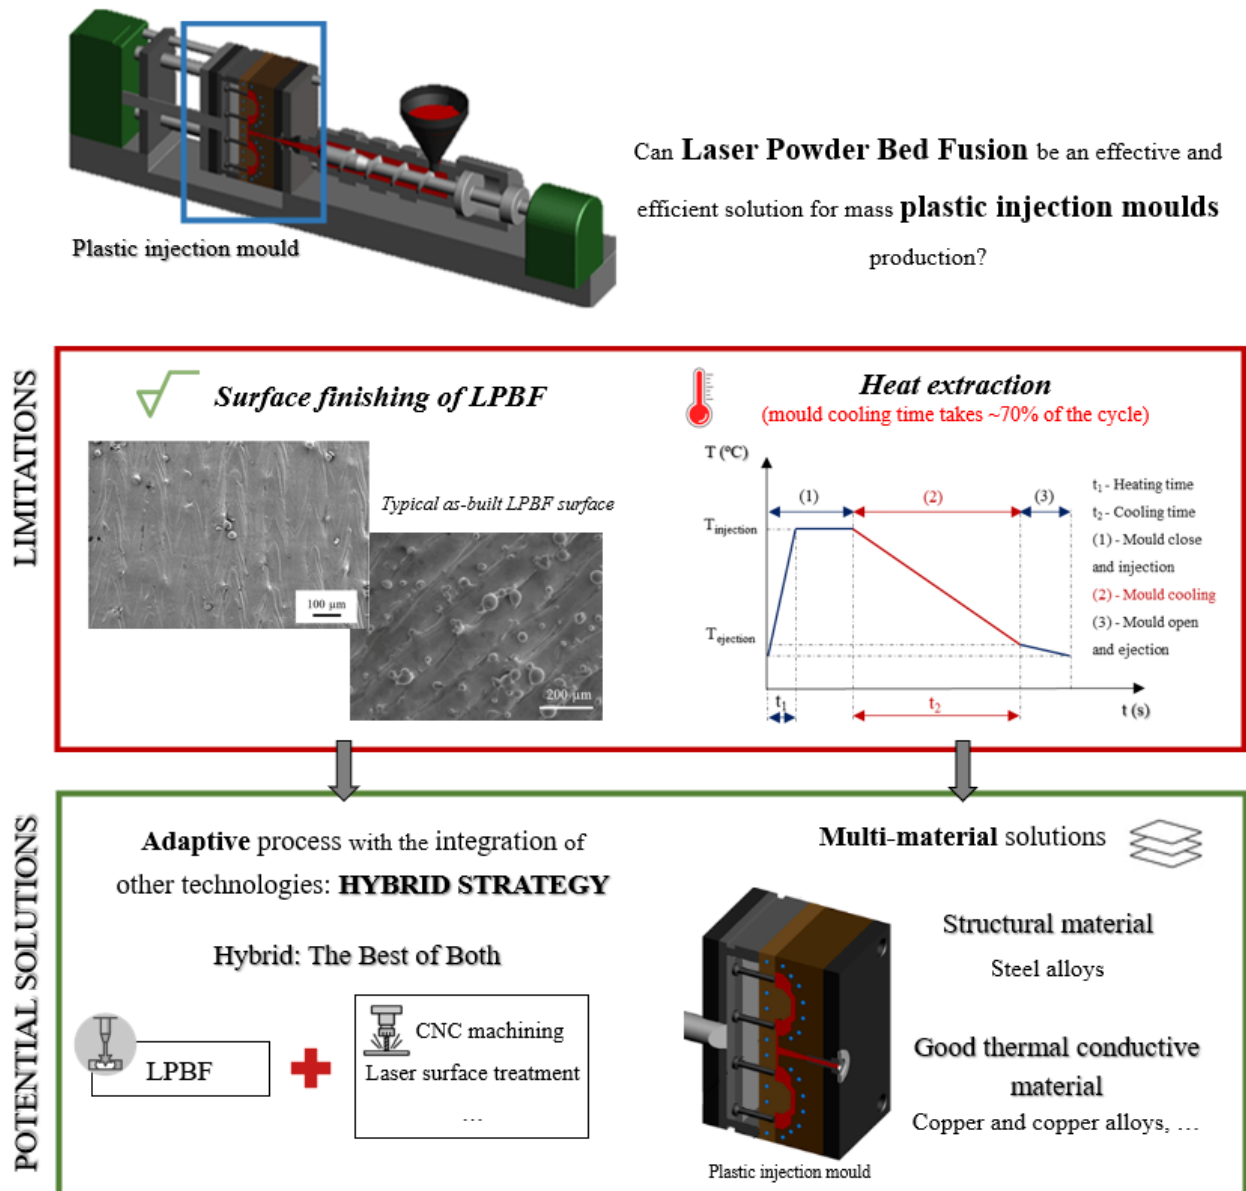 Plastic injection mould
Can Laser Powder Bed Fusion be an effective and
efficient solution for mass plastic injection moulds
production?
LIMITATIONS
Surface finishing of LPBF
Typical as-built LPBF surface
100 µm
200 µm
Heat extraction
(mould cooling time takes ~70% of the cycle)
T (ºC)
(1)
(2)
(3)
Tinjection
Tejection
t1
t2
t (s)
t1 - Heating time
t2 - Cooling time
(1) - Mould close
and injection
(2) - Mould cooling
(3) - Mould open
and ejection
POTENTIAL SOLUTIONS
Adaptive process with the integration of
other technologies: HYBRID STRATEGY
Hybrid: The Best of Both
LPBF
CNC machining
Laser surface treatment
…
Multi-material solutions
Structural material
Steel alloys
Good thermal conductive
material
Copper and copper alloys, …
Plastic injection mould